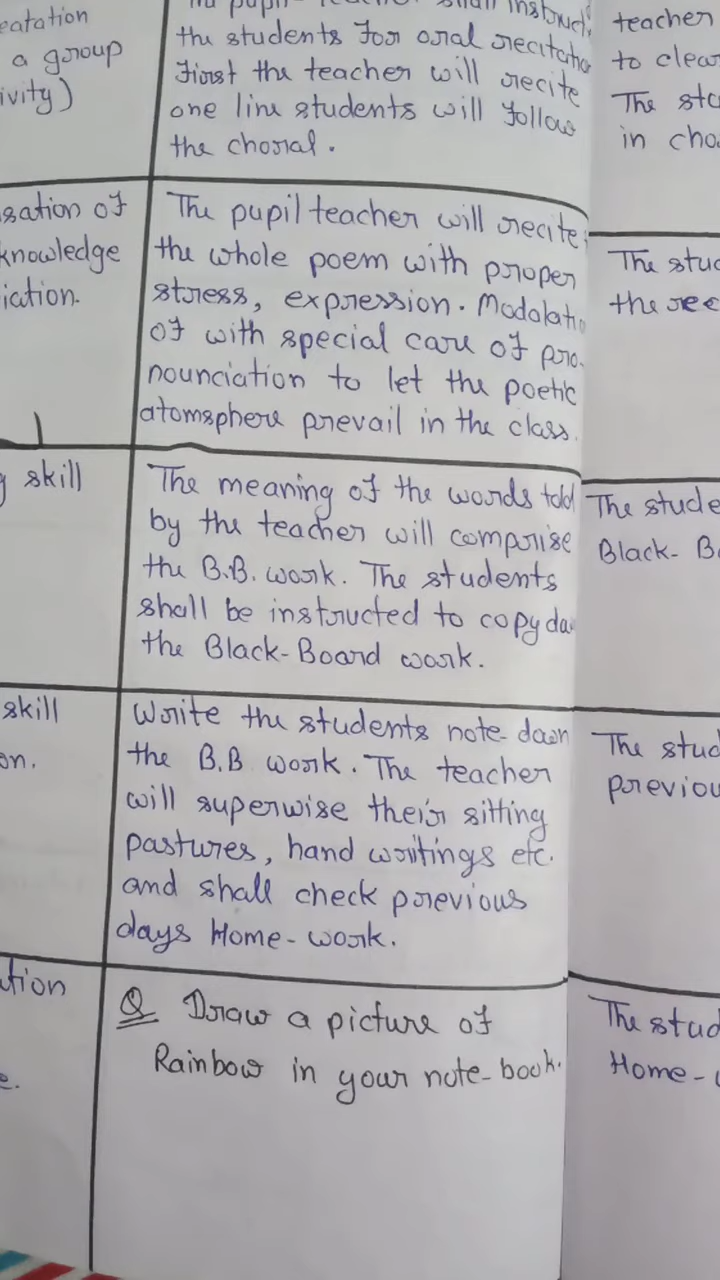 a group
ivity)
sation of
knowledge
iation.
skill
skill
on.
e.
the students for oral recitatio
First the teacher will recite
one line students will follow
the choral.
The pupil teacher will recite
the whole poem with proper
stress, expression. Modalatio
of with special care of pro-
nounciation to let the poetic
atomsphere prevail in the class.
The meaning of the words told
by the teacher will comprise
the B.B. work. The students
shall be instructed to copy do
the Black-Board work.
Write the students note-down
the B.B work. The teacher
will superwise their sitting
pastures, hand writings etc.
and shall check previous
days Home-work.
Q Draw a picture of
Rainbow in your note-book.
teacher
to clear
The stu
in cho
The stud
the rec
The stude
Black-B
The stud
previou
The stud
Home-